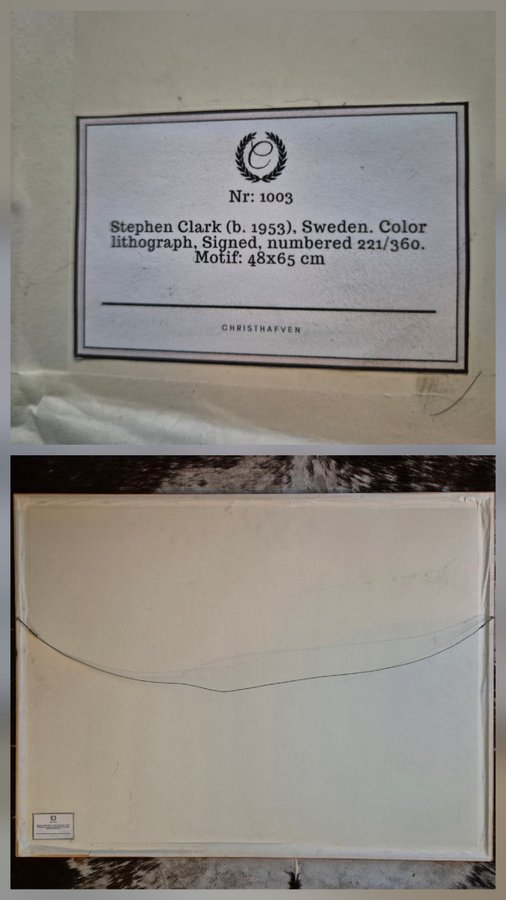 C
Nr: 1003
Stephen Clark (b. 1953), Sweden. Color
lithograph, Signed, numbered 221/360.
Motif: 48x65 cm
CHRISTHAFVEN